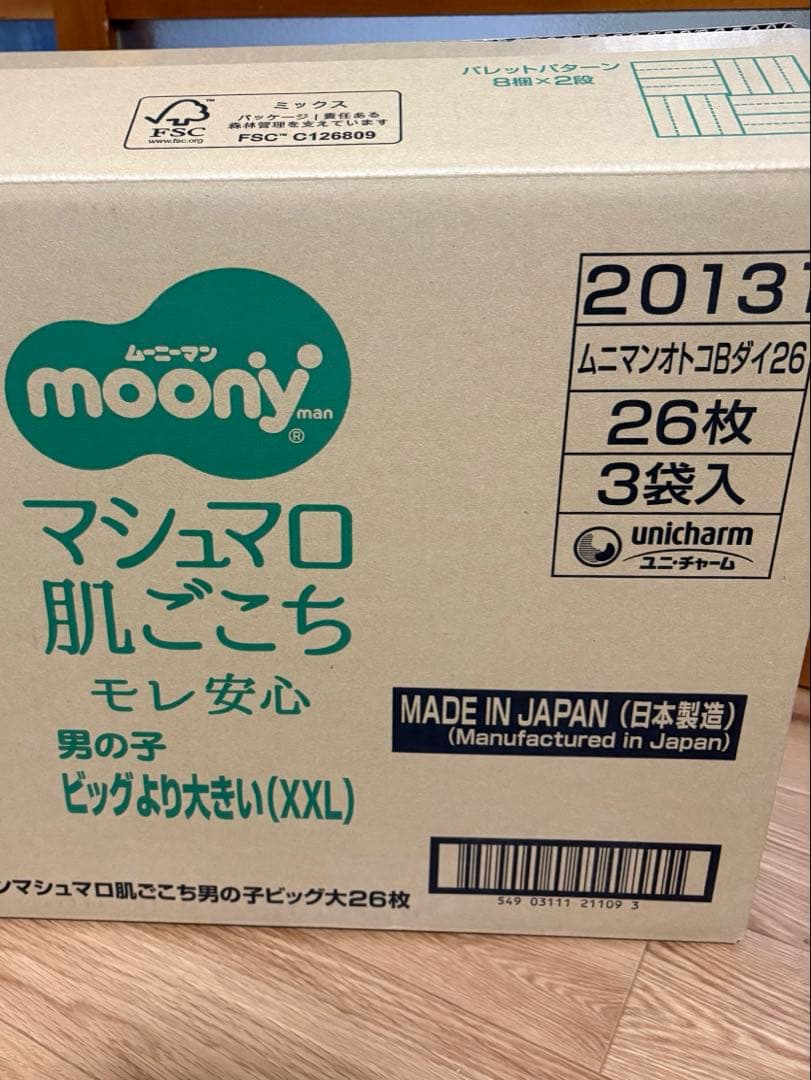 パレットパターン
8梱×2段
FSC™
www.fsc.org
ミックス
パッケージ|責任ある
森林管理を支えています
FSC™ C126809
ムーニーマン
moony
man
®
マシュマロ
肌ごこち
モレ安心
男の子
ビッグより大きい(XXL)
20131
ムニマンオトコBダイ26
26枚
3袋入
unicharm
ユニ・チャーム
MADE IN JAPAN（日本製造）
(Manufactured in Japan)
ンマシュマロ肌ごこち男の子ビッグ大26枚
549 03111 21109 3